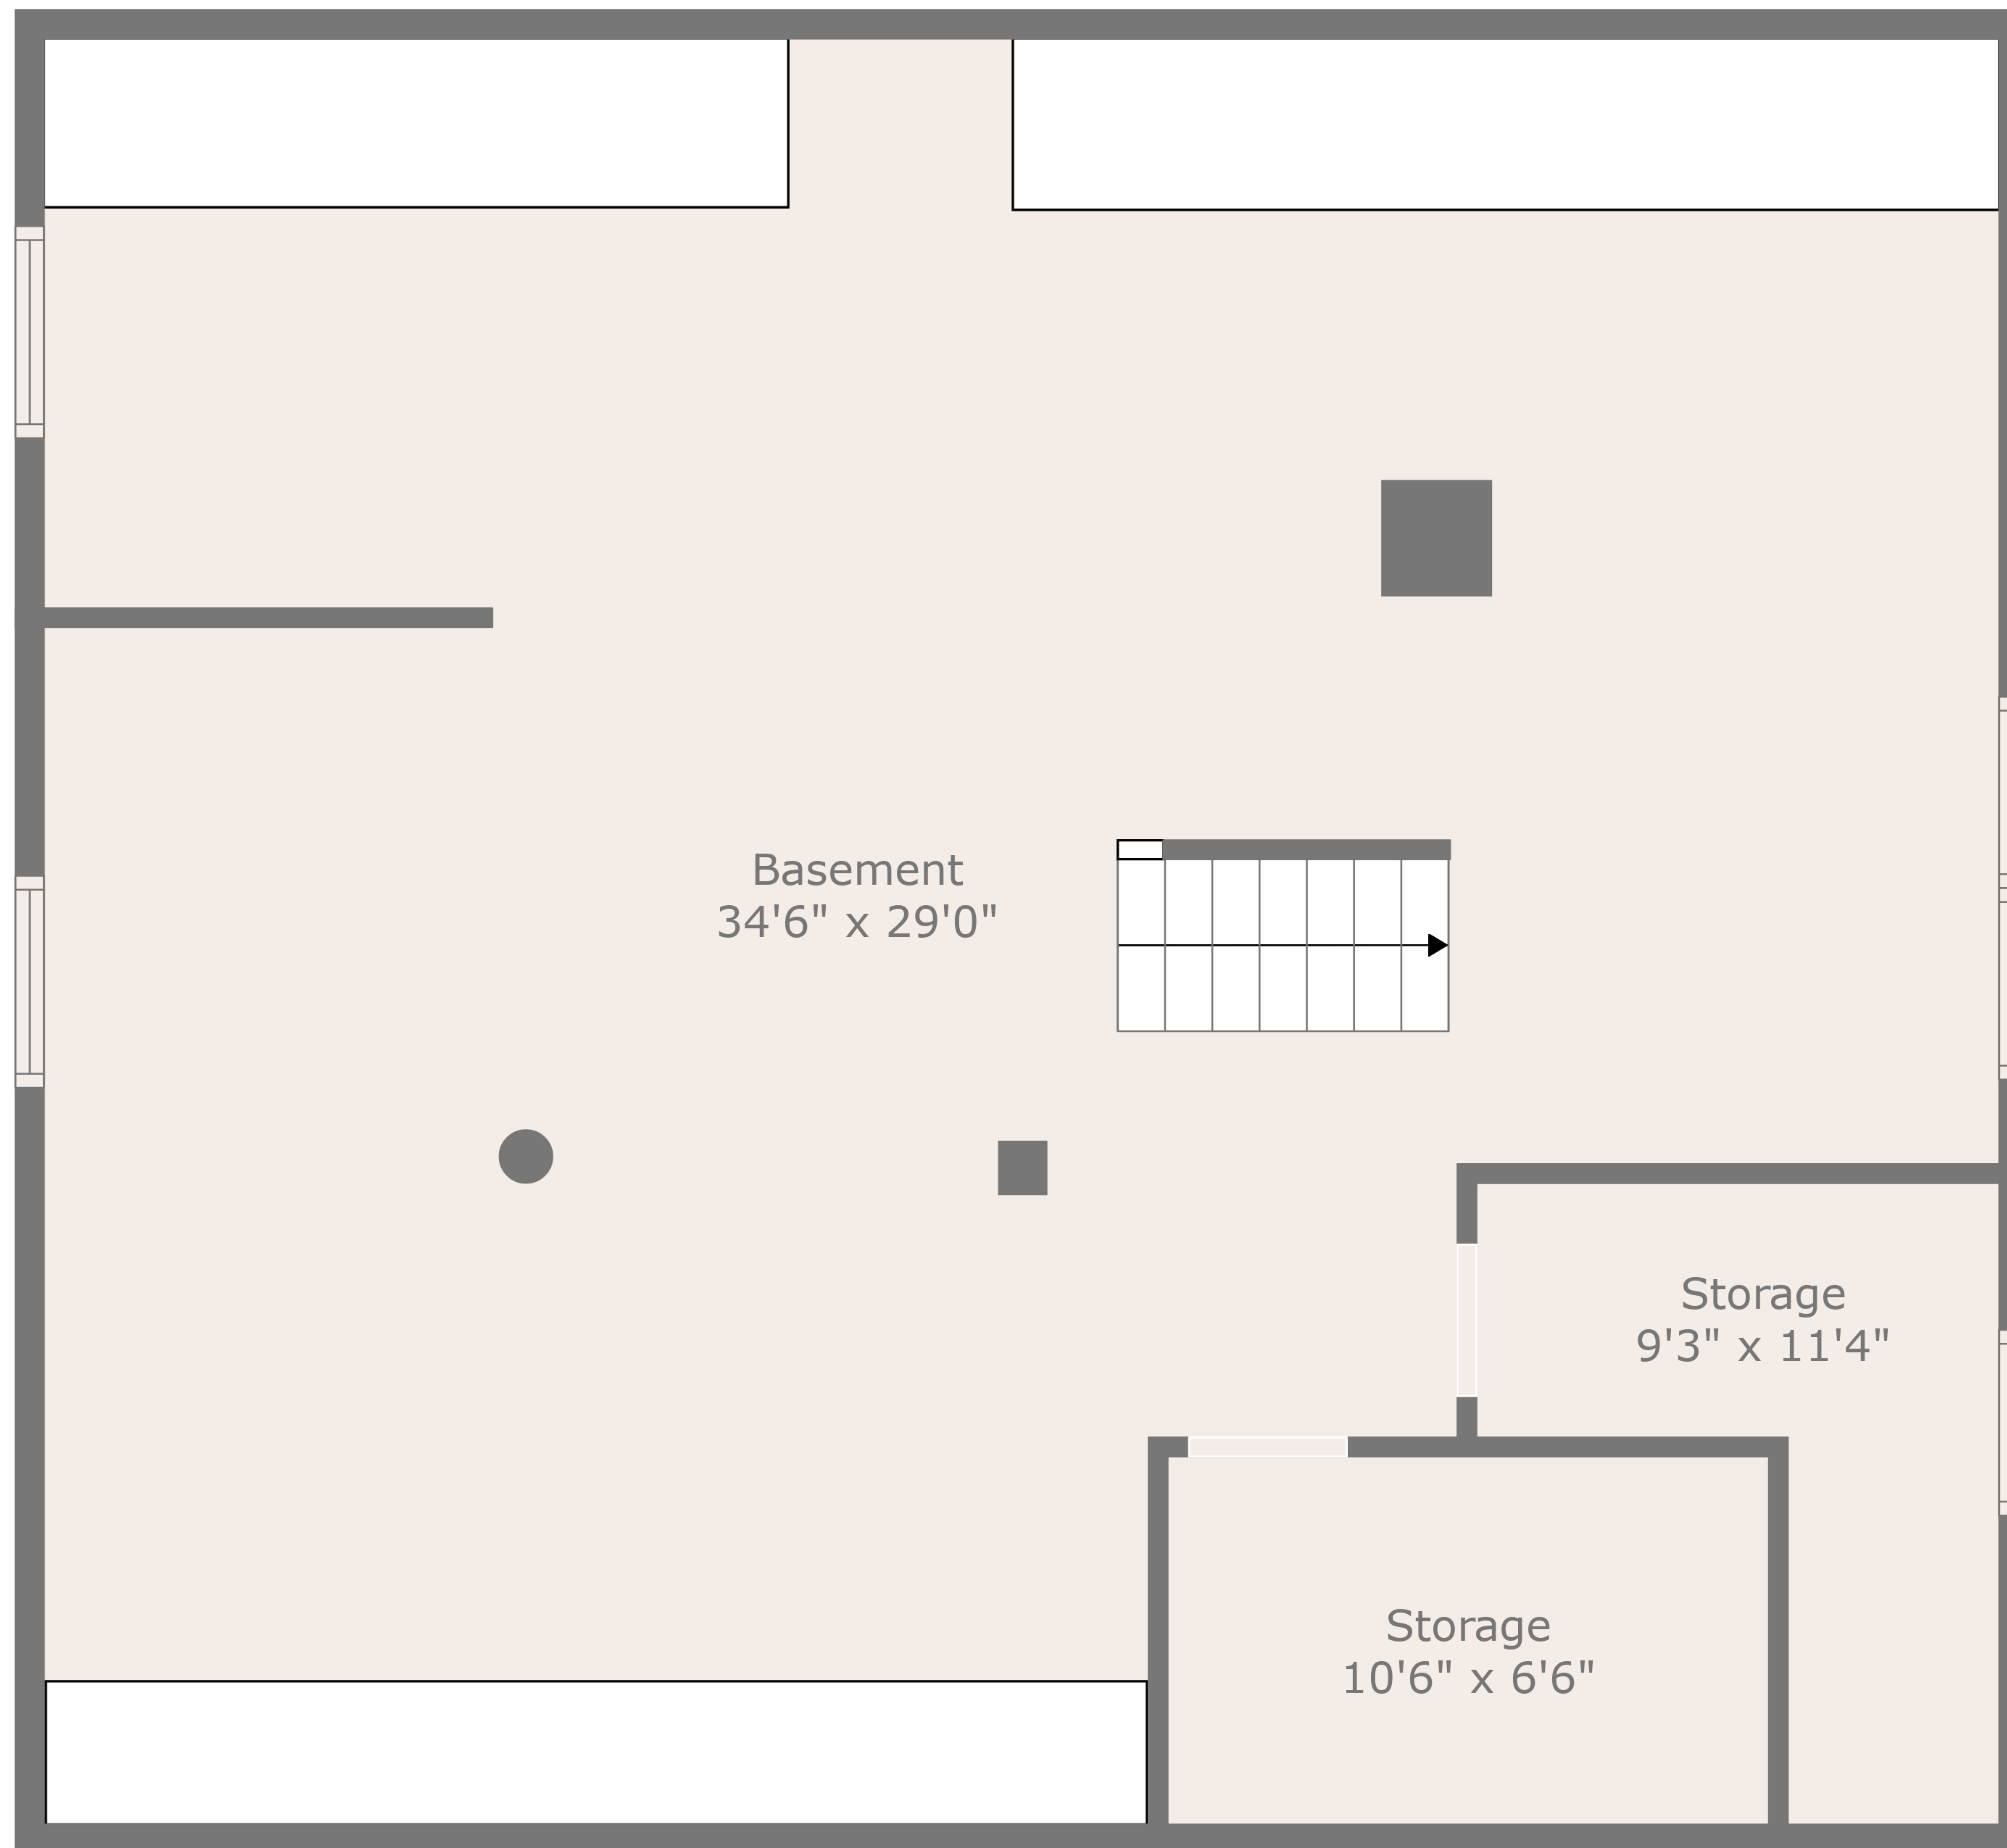 Basement
34'6" x 29'0"
Storage
9'3" x 11'4"
Storage
10'6" x 6'6"